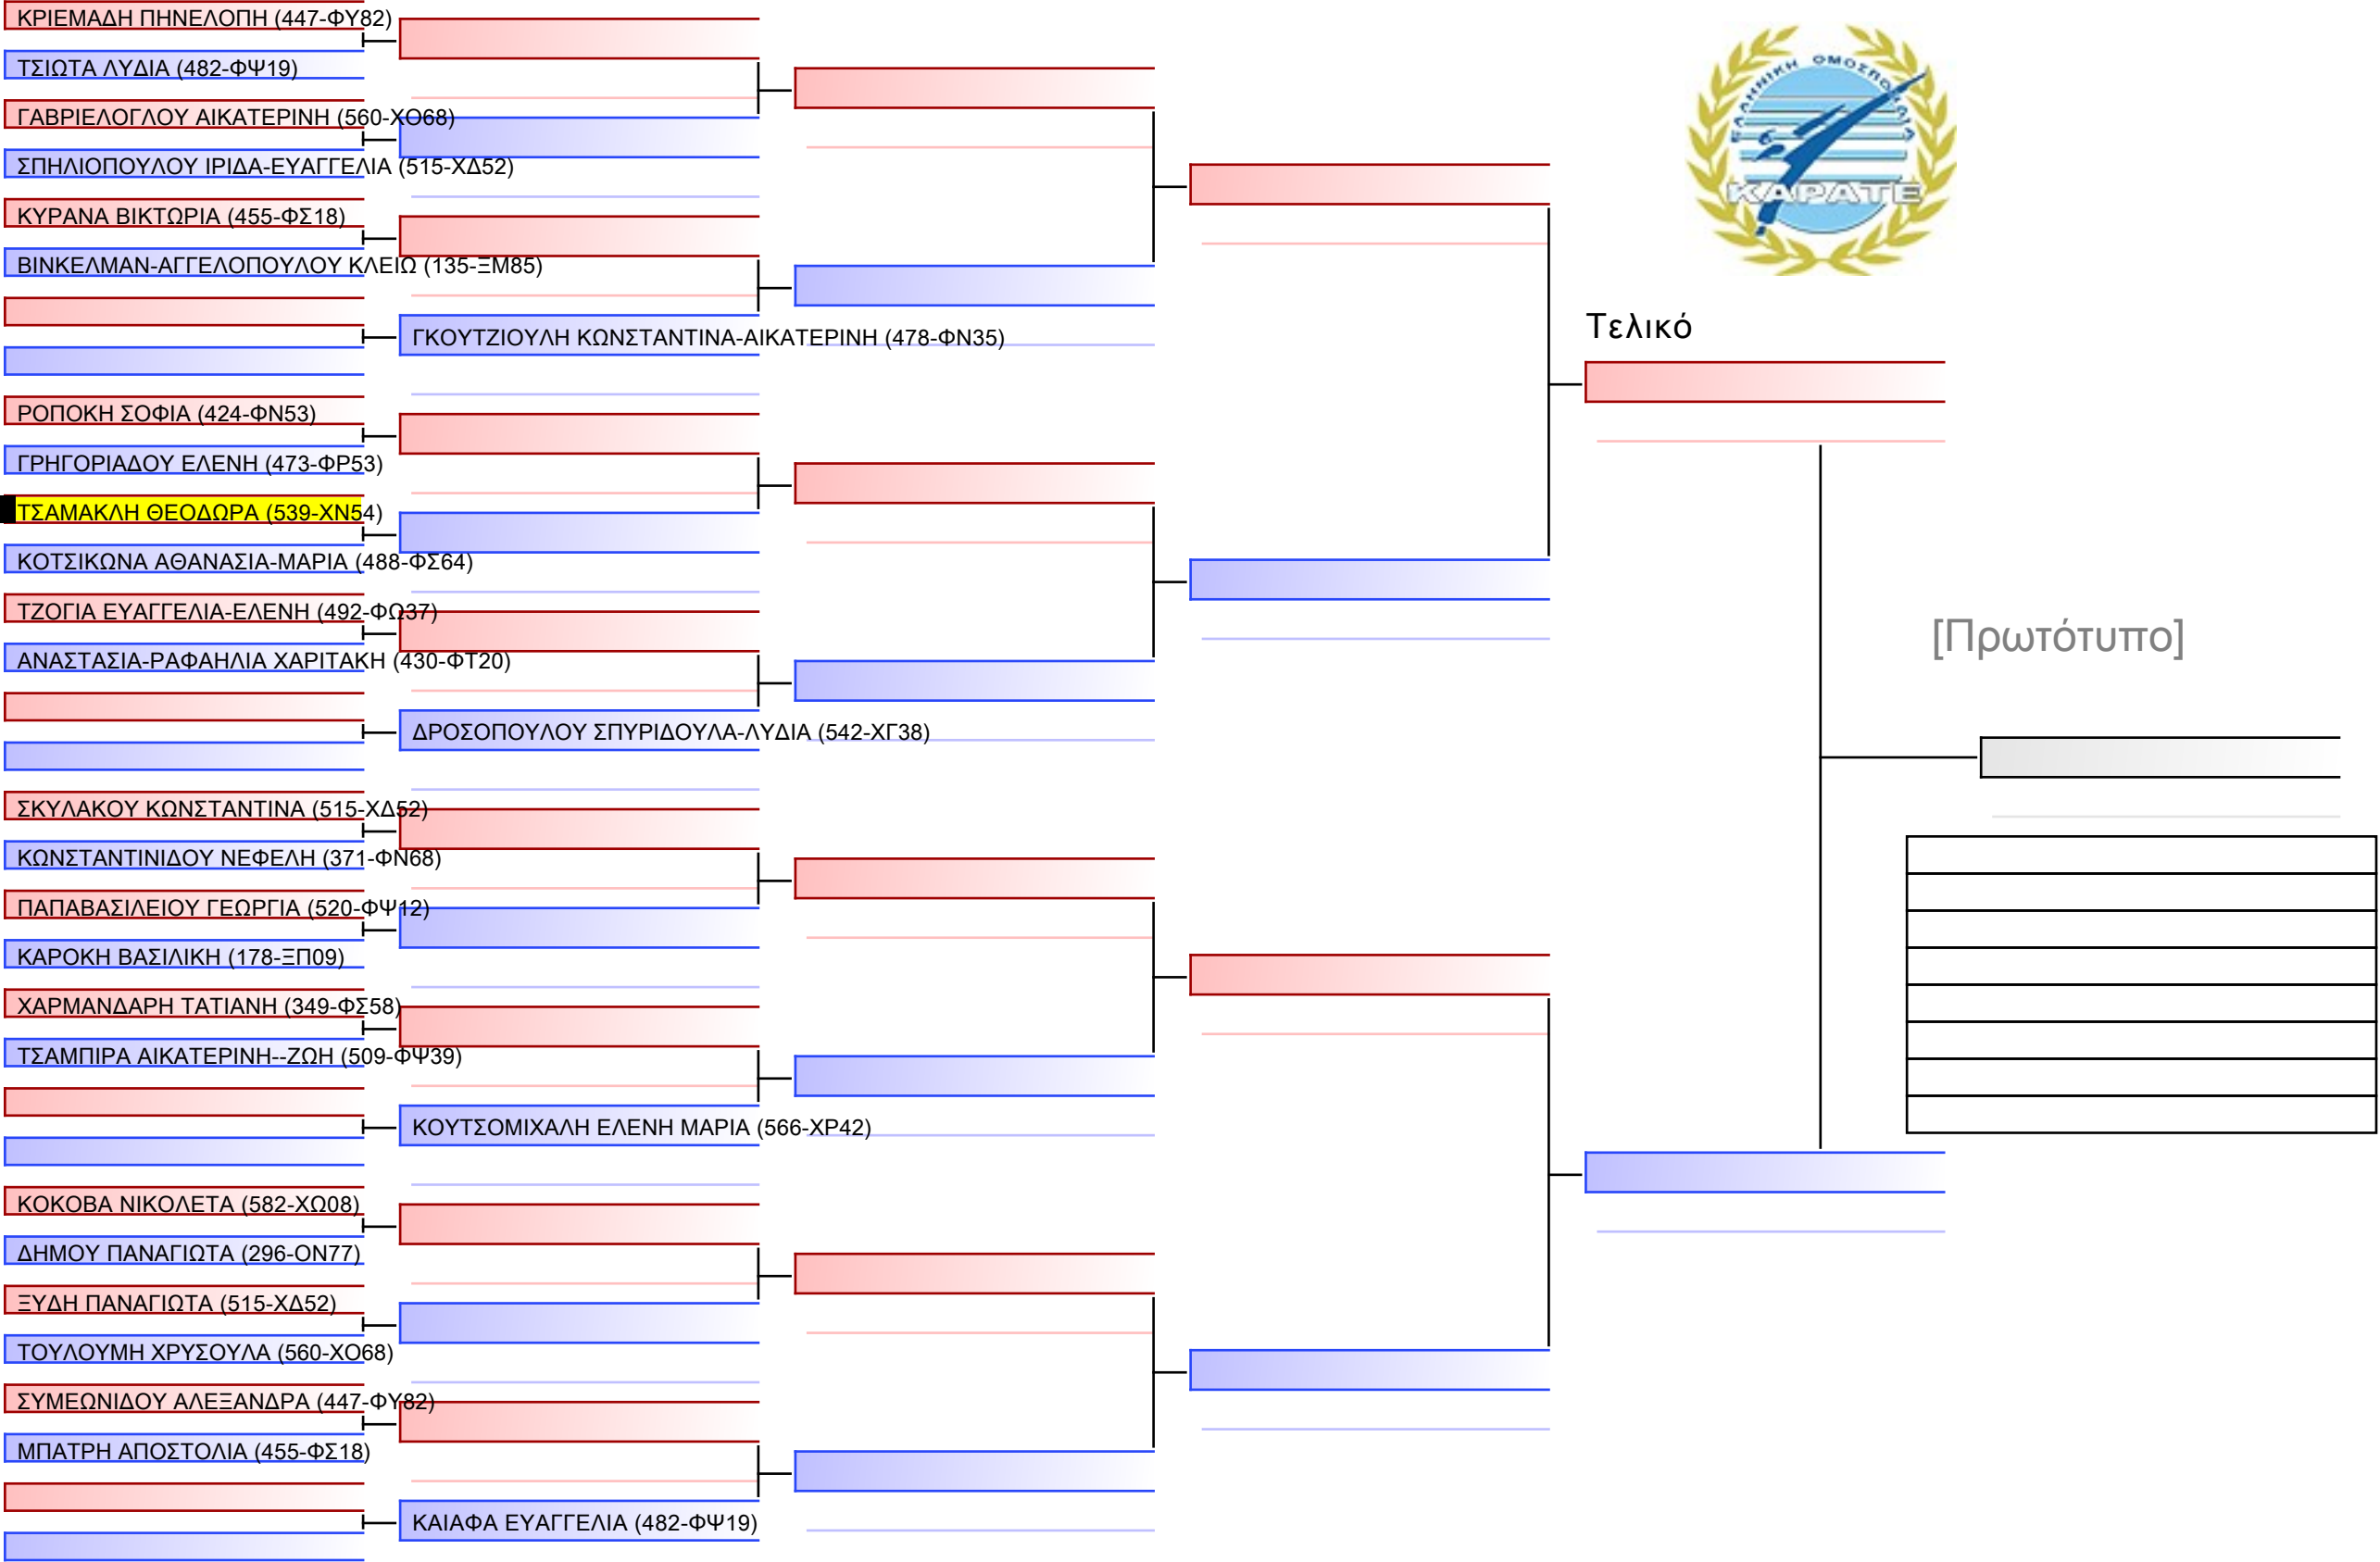 ΚΡΙΕΜΑΔΗ ΠΗΝΕΛΟΠΗ (447-ΦΥ82)
ΤΣΙΩΤΑ ΛΥΔΙΑ (482-ΦΨ19)
ΓΑΒΡΙΕΛΟΓΛΟΥ ΑΙΚΑΤΕΡΙΝΗ (560-ΧΟ68)
ΣΠΗΛΙΟΠΟΥΛΟΥ ΙΡΙΔΑ-ΕΥΑΓΓΕΛΙΑ (515-ΧΔ52)
ΚΥΡΑΝΑ ΒΙΚΤΩΡΙΑ (455-ΦΣ18)
ΒΙΝΚΕΛΜΑΝ-ΑΓΓΕΛΟΠΟΥΛΟΥ ΚΛΕΙΩ (135-ΞΜ85)
ΓΚΟΥΤΖΙΟΥΛΗ ΚΩΝΣΤΑΝΤΙΝΑ-ΑΙΚΑΤΕΡΙΝΗ (478-ΦΝ35)
ΡΟΠΟΚΗ ΣΟΦΙΑ (424-ΦΝ53)
ΓΡΗΓΟΡΙΑΔΟΥ ΕΛΕΝΗ (473-ΦΡ53)
ΤΣΑΜΑΚΛΗ ΘΕΟΔΩΡΑ (539-ΧΝ54)
ΚΟΤΣΙΚΩΝΑ ΑΘΑΝΑΣΙΑ-ΜΑΡΙΑ (488-ΦΣ64)
ΤΖΟΓΙΑ ΕΥΑΓΓΕΛΙΑ-ΕΛΕΝΗ (492-ΦΩ37)
ΑΝΑΣΤΑΣΙΑ-ΡΑΦΑΗΛΙΑ ΧΑΡΙΤΑΚΗ (430-ΦΤ20)
ΔΡΟΣΟΠΟΥΛΟΥ ΣΠΥΡΙΔΟΥΛΑ-ΛΥΔΙΑ (542-ΧΓ38)
ΣΚΥΛΑΚΟΥ ΚΩΝΣΤΑΝΤΙΝΑ (515-ΧΔ52)
ΚΩΝΣΤΑΝΤΙΝΙΔΟΥ ΝΕΦΕΛΗ (371-ΦΝ68)
ΠΑΠΑΒΑΣΙΛΕΙΟΥ ΓΕΩΡΓΙΑ (520-ΦΨ12)
ΚΑΡΟΚΗ ΒΑΣΙΛΙΚΗ (178-ΞΠ09)
ΧΑΡΜΑΝΔΑΡΗ ΤΑΤΙΑΝΗ (349-ΦΣ58)
ΤΣΑΜΠΙΡΑ ΑΙΚΑΤΕΡΙΝΗ--ΖΩΗ (509-ΦΨ39)
ΚΟΥΤΣΟΜΙΧΑΛΗ ΕΛΕΝΗ ΜΑΡΙΑ (566-ΧΡ42)
ΚΟΚΟΒΑ ΝΙΚΟΛΕΤΑ (582-ΧΩ08)
ΔΗΜΟΥ ΠΑΝΑΓΙΩΤΑ (296-ΟΝ77)
ΞΥΔΗ ΠΑΝΑΓΙΩΤΑ (515-ΧΔ52)
ΤΟΥΛΟΥΜΗ ΧΡΥΣΟΥΛΑ (560-ΧΟ68)
ΣΥΜΕΩΝΙΔΟΥ ΑΛΕΞΑΝΔΡΑ (447-ΦΥ82)
ΜΠΑΤΡΗ ΑΠΟΣΤΟΛΙΑ (455-ΦΣ18)
ΚΑΙΑΦΑ ΕΥΑΓΓΕΛΙΑ (482-ΦΨ19)
ΕΛΛΗΝΙΚΗ ΟΜΟΣΠΟΝΔΙΑ
ΚΑΡΑΤΕ
Τελικό
[Πρωτότυπο]